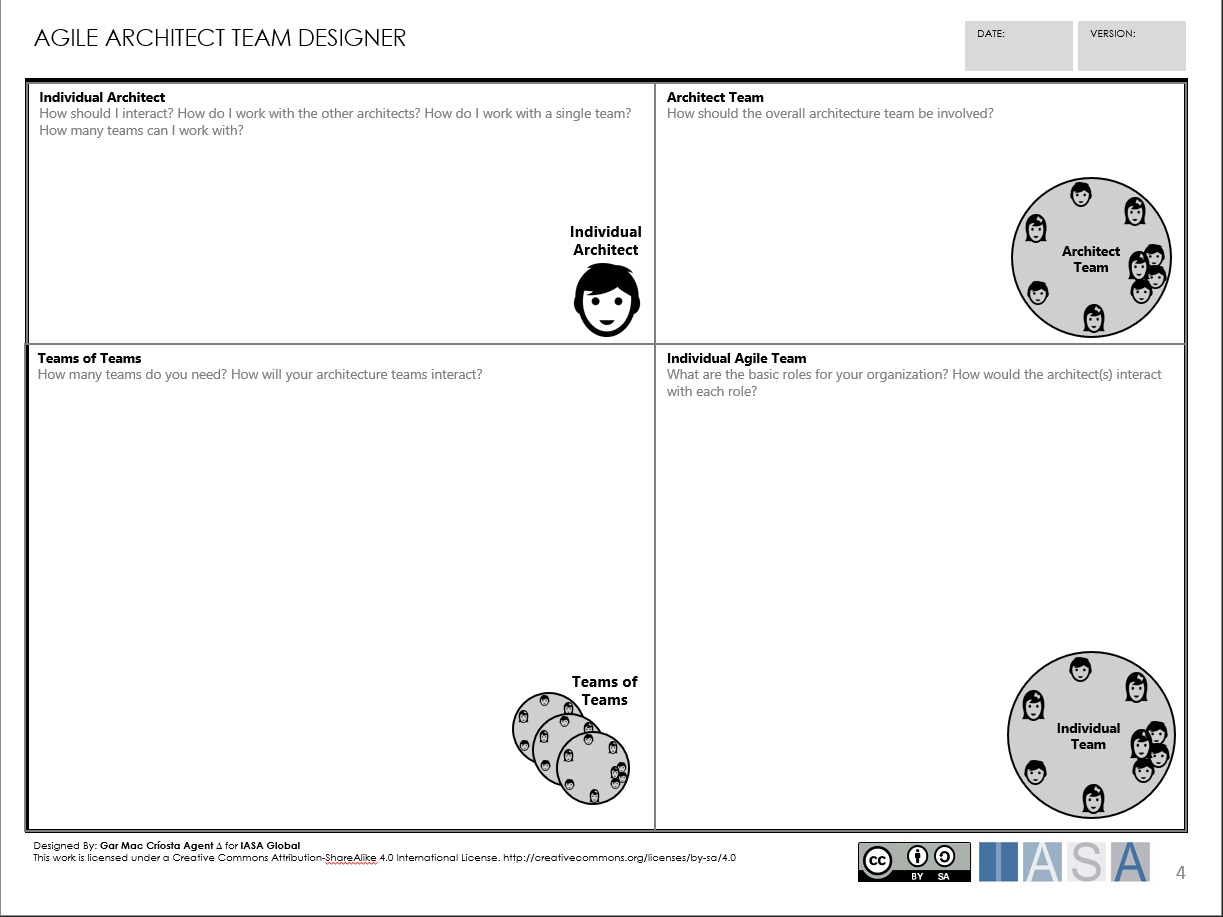 AGILE ARCHITECT TEAM DESIGNER
DATE:
VERSION:
Individual Architect
How should I interact? How do I work with the other architects? How do I work with a single team?
How many teams can I work with?
Individual
Architect
Architect Team
How should the overall architecture team be involved?
Architect
Team
Teams of Teams
How many teams do you need? How will your architecture teams interact?
Teams of
Teams
Individual Agile Team
What are the basic roles for your organization? How would the architect(s) interact
with each role?
Individual
Team
Designed By: Gar Mac Críosta Agent Δ for IASA Global
This work is licensed under a Creative Commons Attribution-ShareAlike 4.0 International License. http://creativecommons.org/licenses/by-sa/4.0
cc
BY SA
IASA
4